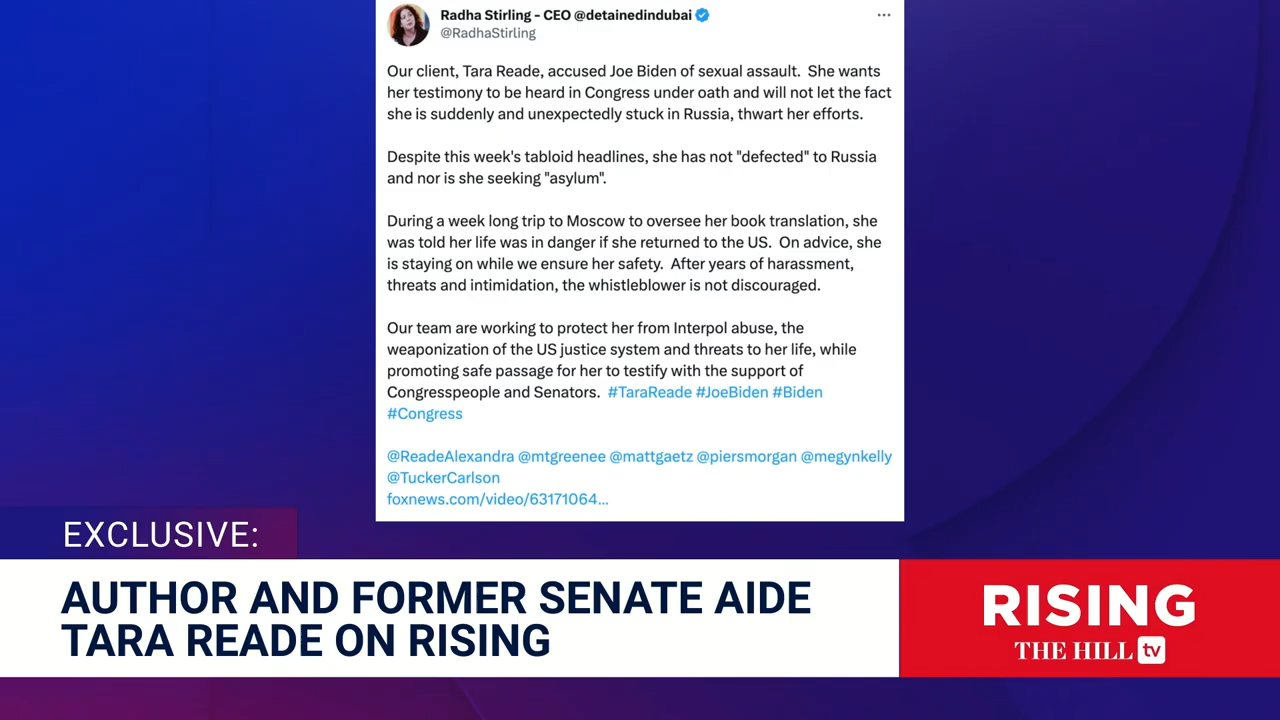 Radha Stirling - CEO @detainedindubai
@RadhaStirling
Our client, Tara Reade, accused Joe Biden of sexual assault.  She wants
her testimony to be heard in Congress under oath and will not let the fact
she is suddenly and unexpectedly stuck in Russia, thwart her efforts.
Despite this week's tabloid headlines, she has not "defected" to Russia
and nor is she seeking "asylum".
During a week long trip to Moscow to oversee her book translation, she
was told her life was in danger if she returned to the US.  On advice, she
is staying on while we ensure her safety.  After years of harassment,
threats and intimidation, the whistleblower is not discouraged.
Our team are working to protect her from Interpol abuse, the
weaponization of the US justice system and threats to her life, while
promoting safe passage for her to testify with the support of
Congresspeople and Senators.  #TaraReade #JoeBiden #Biden
#Congress
@ReadeAlexandra @mtgreenee @mattgaetz @piersmorgan @megynkelly
@TuckerCarlson
foxnews.com/video/63171064...
EXCLUSIVE:
AUTHOR AND FORMER SENATE AIDE
TARA READE ON RISING
RISING
THE HILL tv